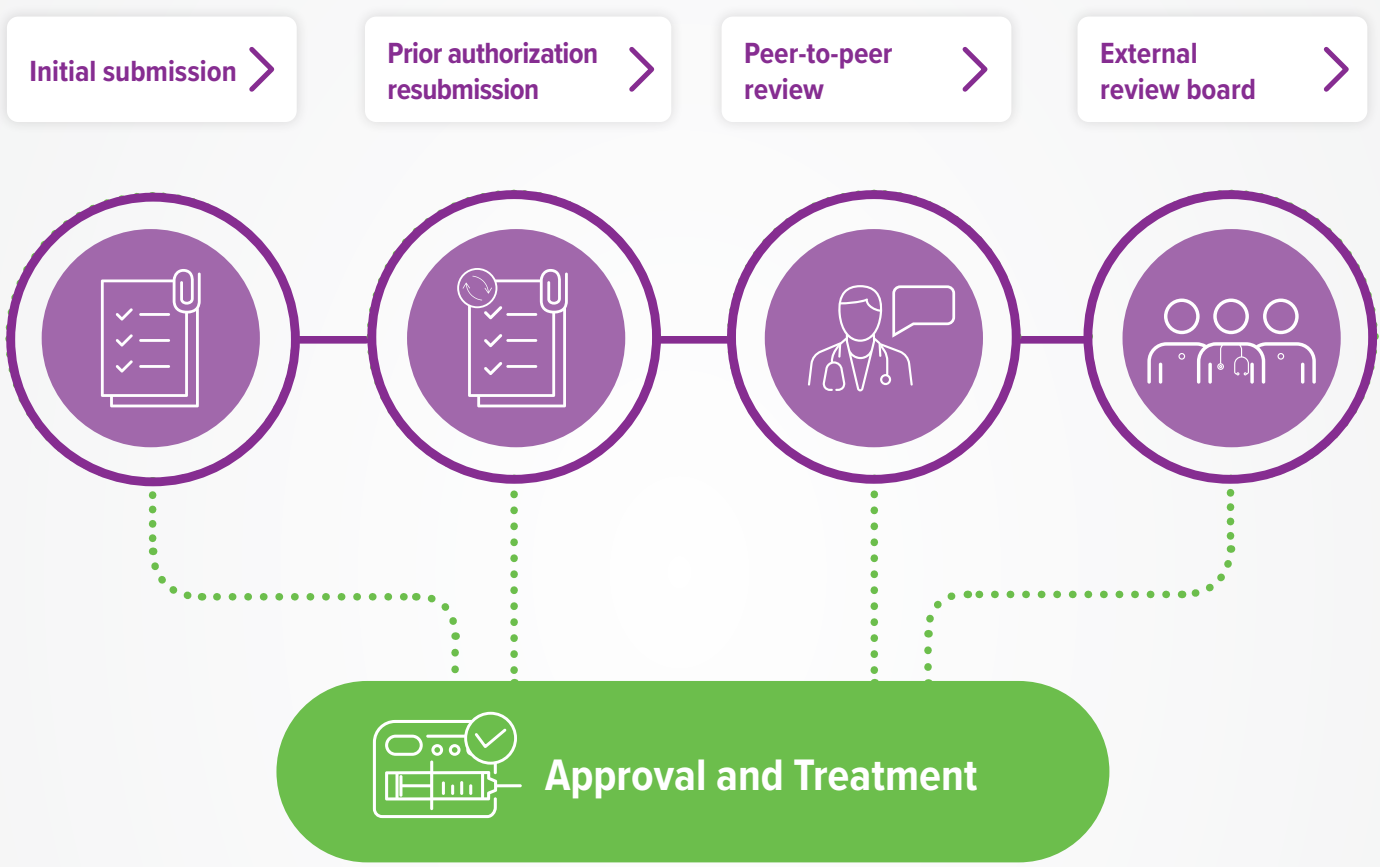 Initial submission
Prior authorization
resubmission
Peer-to-peer
review
External
review board
Approval and Treatment